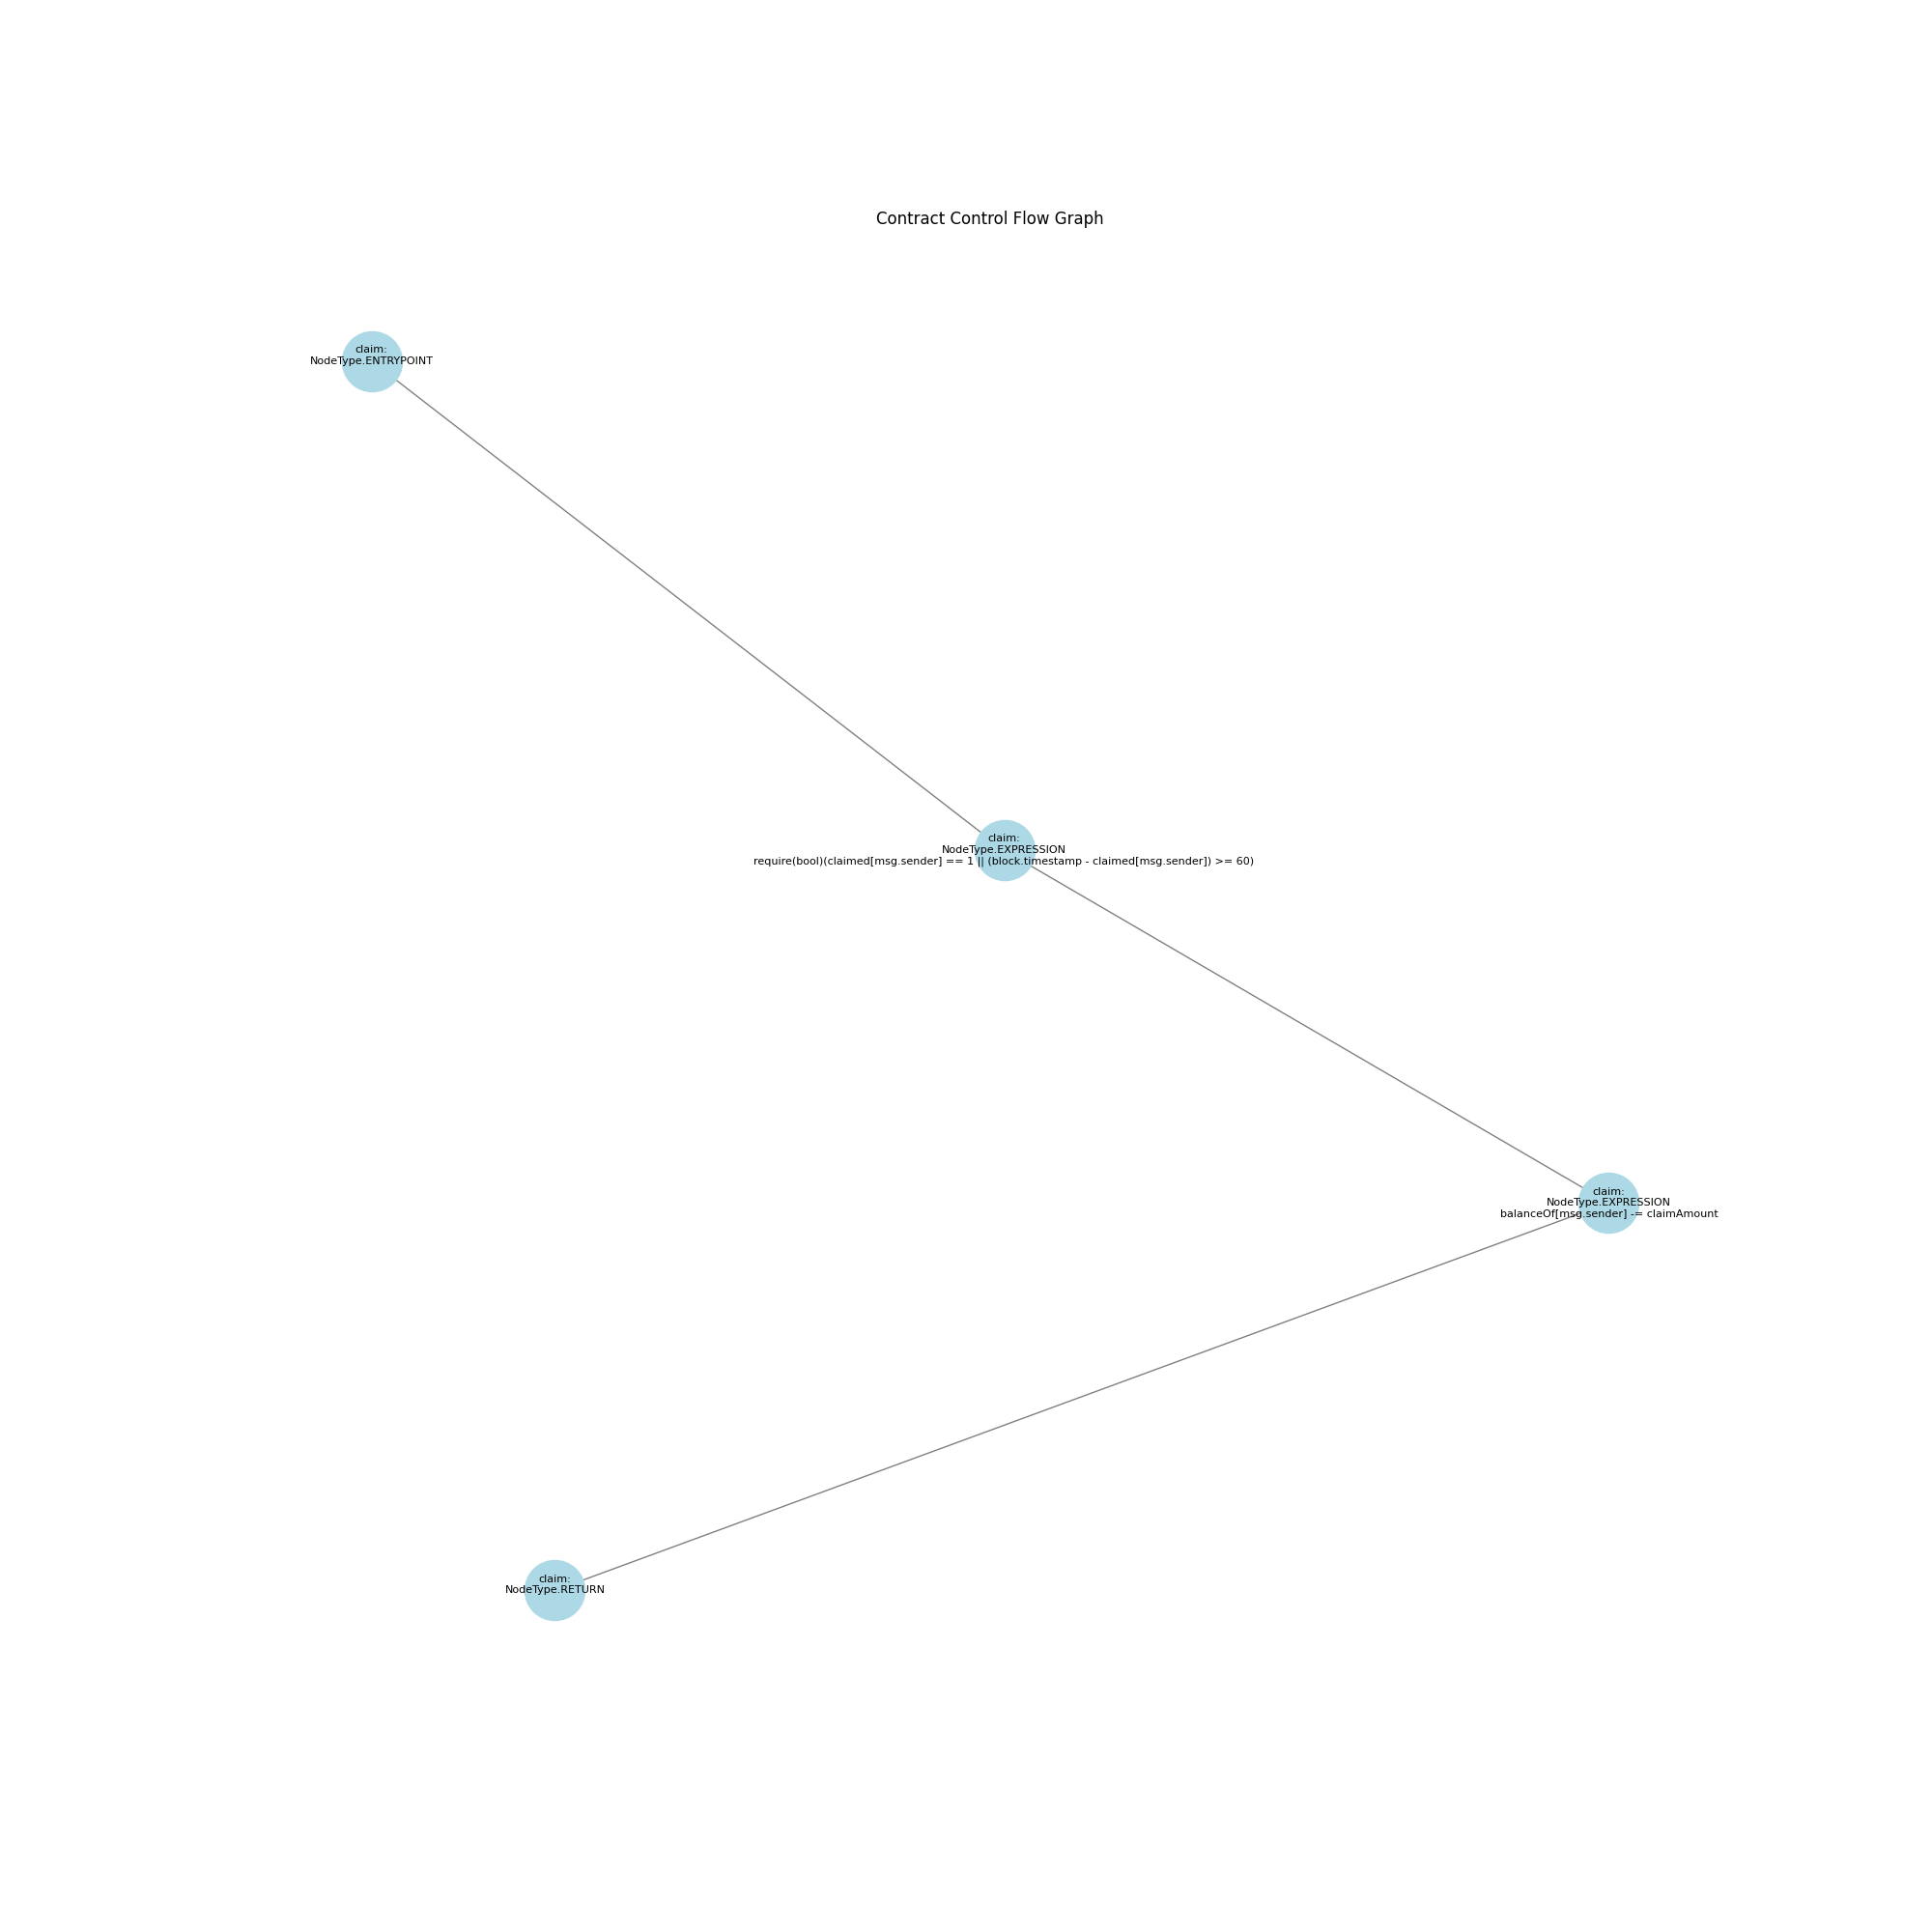 Contract Control Flow Graph
claim:
NodeType.ENTRYPOINT
claim:
NodeType.EXPRESSION
require(bool)(claimed[msg.sender] == 1 || (block.timestamp - claimed[msg.sender]) >= 60)
claim:
NodeType.EXPRESSION
balanceOf[msg.sender] -= claimAmount
claim:
NodeType.RETURN